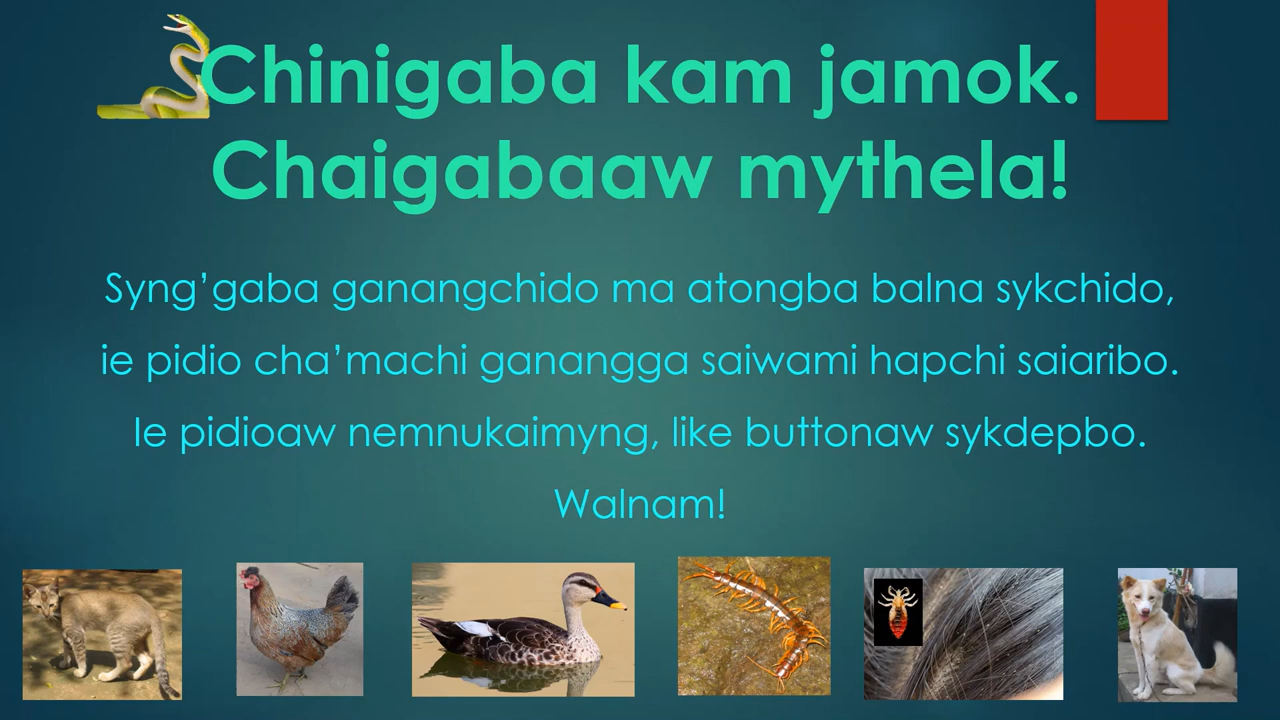 Chinigaba kam jamok.
Chaigabaaw mythela!
Syng’gaba ganangchido ma atongba balna sykchido,
ie pidio cha’machi ganangga saiwami hapchi saiaribo.
Ie pidioaw nemnukaimyng, like buttonaw sykdepbo.
Walnam!